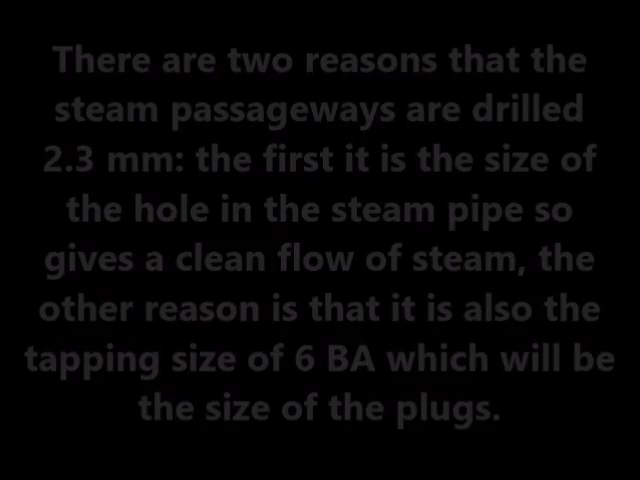 There are two reasons that the
steam passageways are drilled
2.3 mm: the first it is the size of
the hole in the steam pipe so
gives a clean flow of steam, the
other reason is that it is also the
tapping size of 6 BA which will be
the size of the plugs.